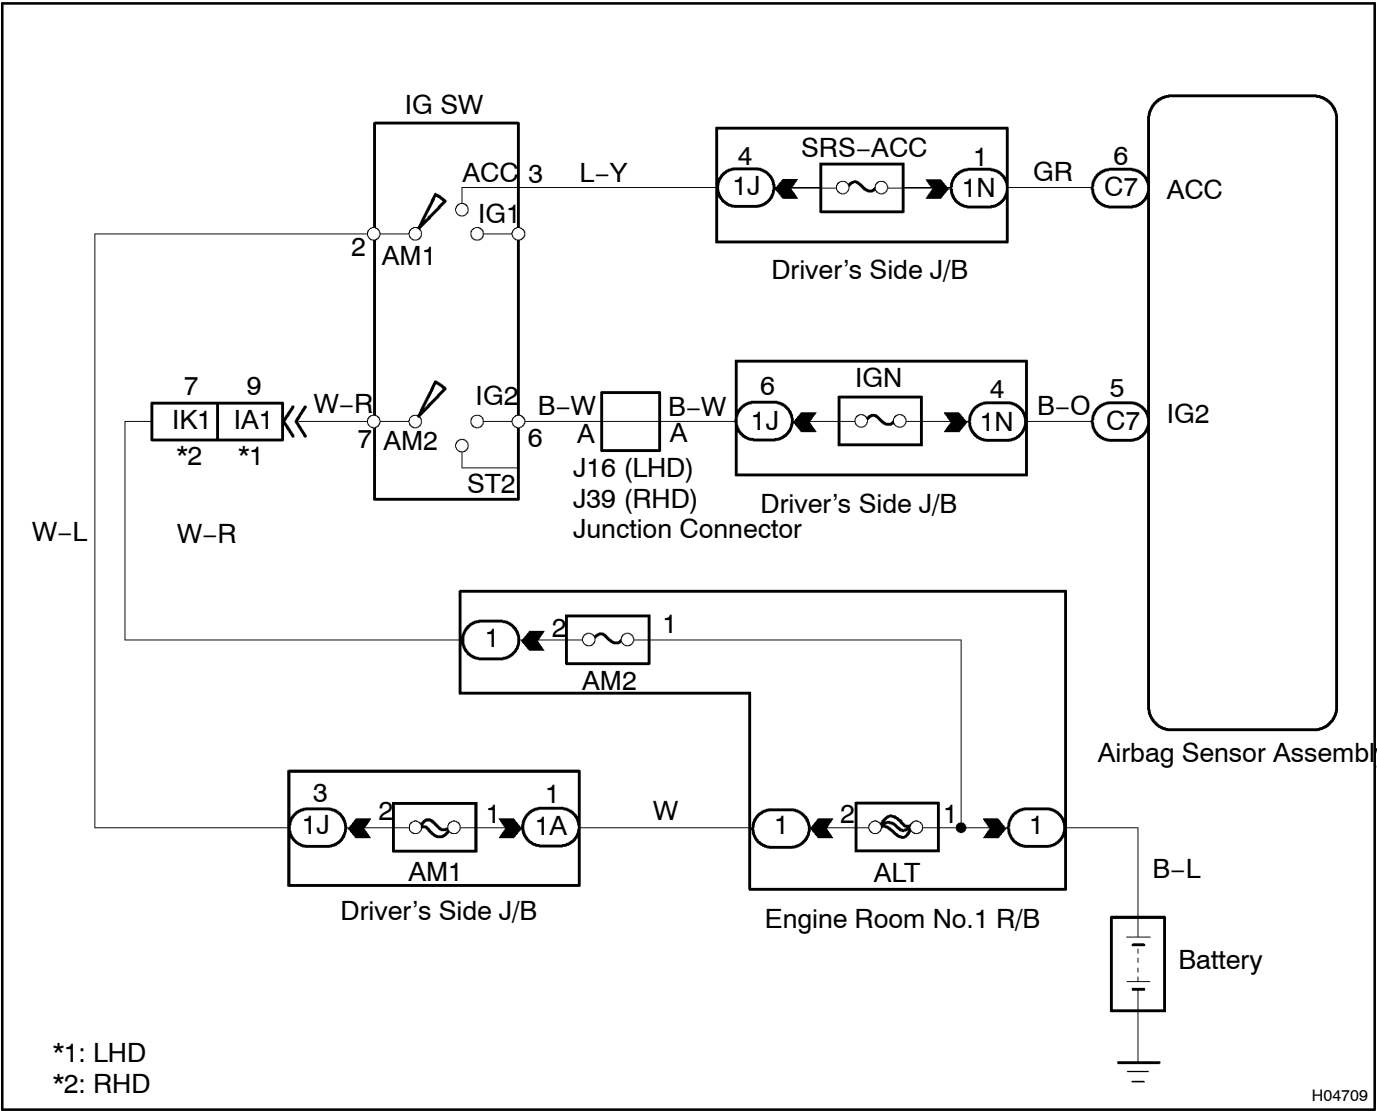 IG SW
ACC 3 L–Y
4 SRS–ACC 1
1J 1N
GR 6
C7 ACC
IG1
2 AM1
Driver's Side J/B
7 9
IK1 IA1
*2 *1
W–R
7 AM2
IG2
6
ST2
B–W B–W
A A
J16 (LHD)
J39 (RHD)
Junction Connector
6 IGN 4
1J 1N
B–O 5
C7 IG2
Driver's Side J/B
W–L
W–R
1 2 1
AM2
Airbag Sensor Assembl
3 1
1J 2 1 1A
AM1
Driver's Side J/B
W
1 2 1 1
ALT
Engine Room No.1 R/B
B–L
Battery
*1: LHD
*2: RHD
H04709